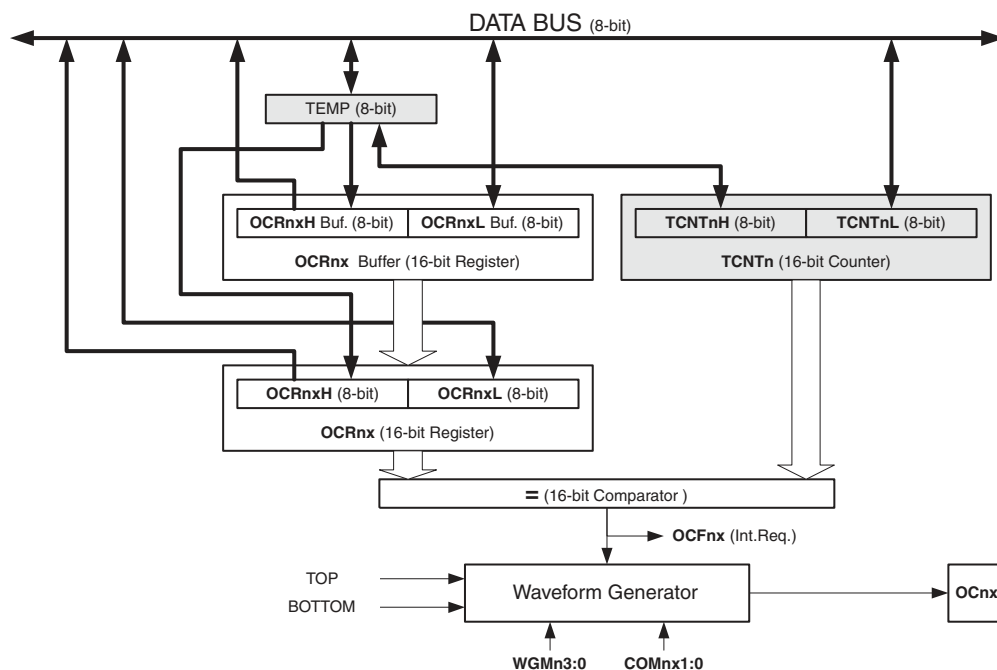 DATA BUS (8-bit)
TEMP (8-bit)
OCRnxH Buf. (8-bit)
OCRnxL Buf. (8-bit)
OCRnx Buffer (16-bit Register)
TCNTnH (8-bit)
TCNTnL (8-bit)
TCNTn (16-bit Counter)
OCRnxH (8-bit)
OCRnxL (8-bit)
OCRnx (16-bit Register)
= (16-bit Comparator )
OCFnx (Int.Req.)
TOP
BOTTOM
Waveform Generator
OCnx
WGMn3:0
COMnx1:0